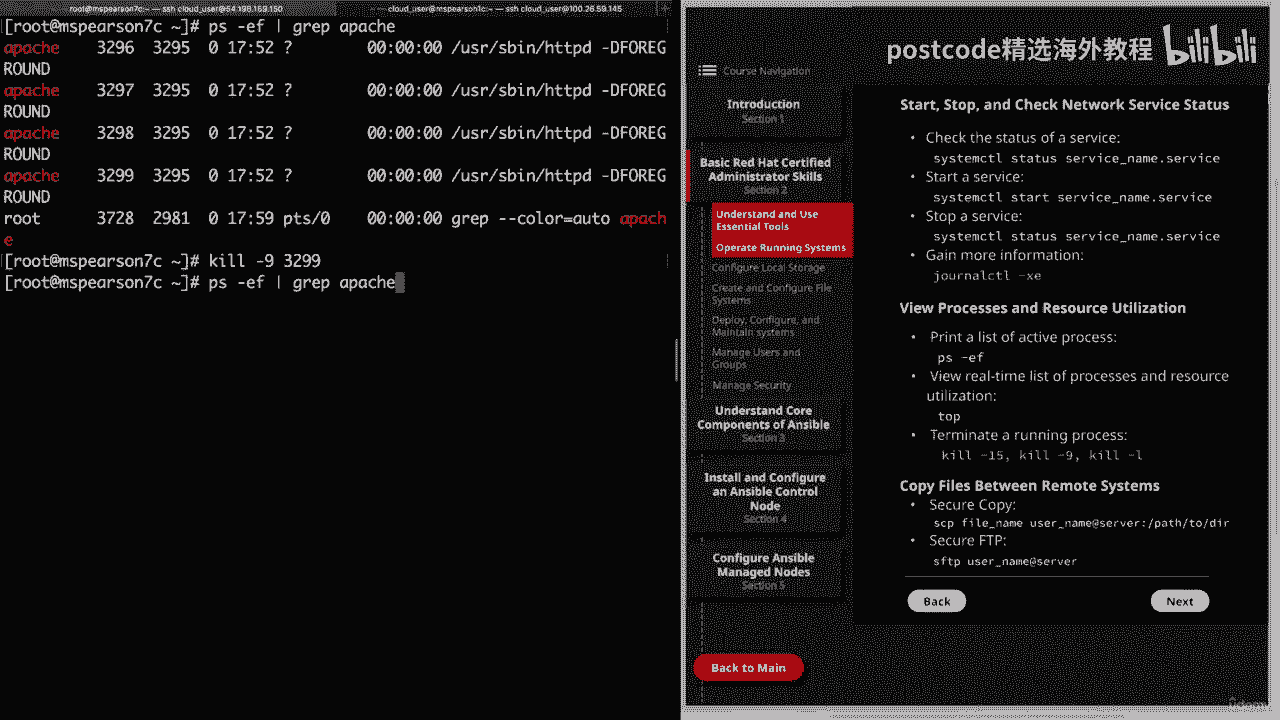 root@mspearson7c:~ — ssh cloud_user@64.198.159.150
cloud_user@mspearson1c:~ — ssh cloud_user@100.26.59.145
[root@mspearson7c ~]# ps -ef | grep apache
apache    3296  3295  0 17:52 ?        00:00:00 /usr/sbin/httpd -DFOREG
ROUND
apache    3297  3295  0 17:52 ?        00:00:00 /usr/sbin/httpd -DFOREG
ROUND
apache    3298  3295  0 17:52 ?        00:00:00 /usr/sbin/httpd -DFOREG
ROUND
apache    3299  3295  0 17:52 ?        00:00:00 /usr/sbin/httpd -DFOREG
ROUND
root      3728  2981  0 17:59 pts/0    00:00:00 grep --color=auto apach
e
[root@mspearson7c ~]# kill -9 3299
[root@mspearson7c ~]# ps -ef | grep apache
postcode精选海外教程 bilibili
Course Navigation
Introduction
Section 1
Basic Red Hat Certified
Administrator Skills
Section 2
Understand and Use
Essential Tools
Operate Running Systems
Configure Local Storage
Create and Configure File
Systems
Deploy, Configure, and
Maintain systems
Manage Users and
Groups
Manage Security
Understand Core
Components of Ansible
Section 3
Install and Configure
an Ansible Control
Node
Section 4
Configure Ansible
Managed Nodes
Section 5
Back to Main
Start, Stop, and Check Network Service Status
• Check the status of a service:
systemctl status service_name.service
• Start a service:
systemctl start service_name.service
• Stop a service:
systemctl status service_name.service
• Gain more information:
journalctl -xe
View Processes and Resource Utilization
• Print a list of active process:
ps -ef
• View real-time list of processes and resource
utilization:
top
• Terminate a running process:
kill -15, kill -9, kill -l
Copy Files Between Remote Systems
• Secure Copy:
scp file_name user_name@server:/path/to/dir
• Secure FTP:
sftp user_name@server
Back
Next